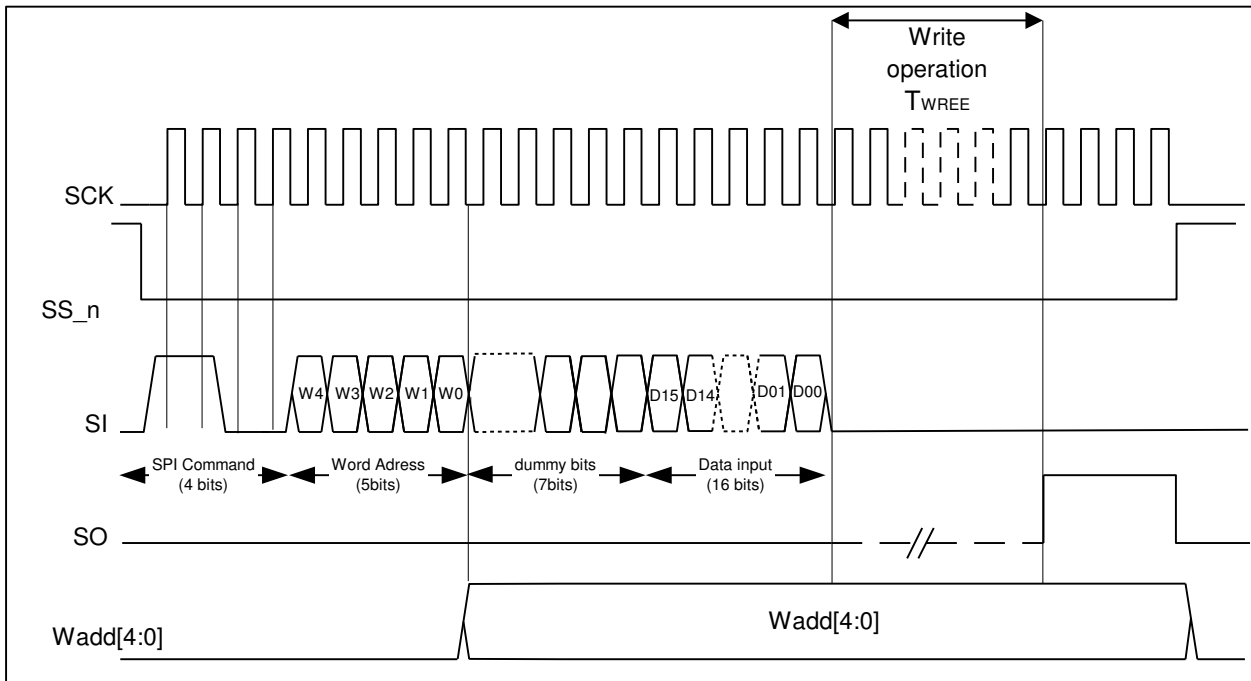 Write
operation
TWREE
SCK
SS_n
W4 W3 W2 W1 W0 D15 D14 D01 D00
SI
SPI Command
(4 bits)
Word Adress
(5bits)
dummy bits
(7bits)
Data input
(16 bits)
SO
Wadd[4:0]
Wadd[4:0]